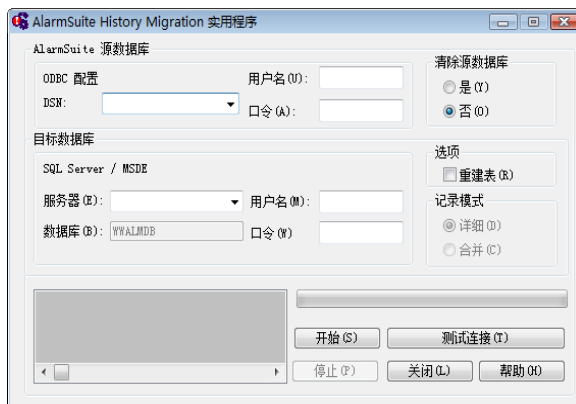 AlarmSuite History Migration 实用程序
AlarmSuite 源数据库
ODBC 配置
用户名(U):
DSN:
口令(A):
清除源数据库
是(Y)
否(O)
目标数据库
SQL Server / MSDE
服务器(E):
用户名(M):
数据库(B):
WWALMDB
口令(W)
选项
重建表(R)
记录模式
详细(D)
合并(C)
开始(S)
测试连接(T)
停止(P)
关闭(L)
帮助(H)